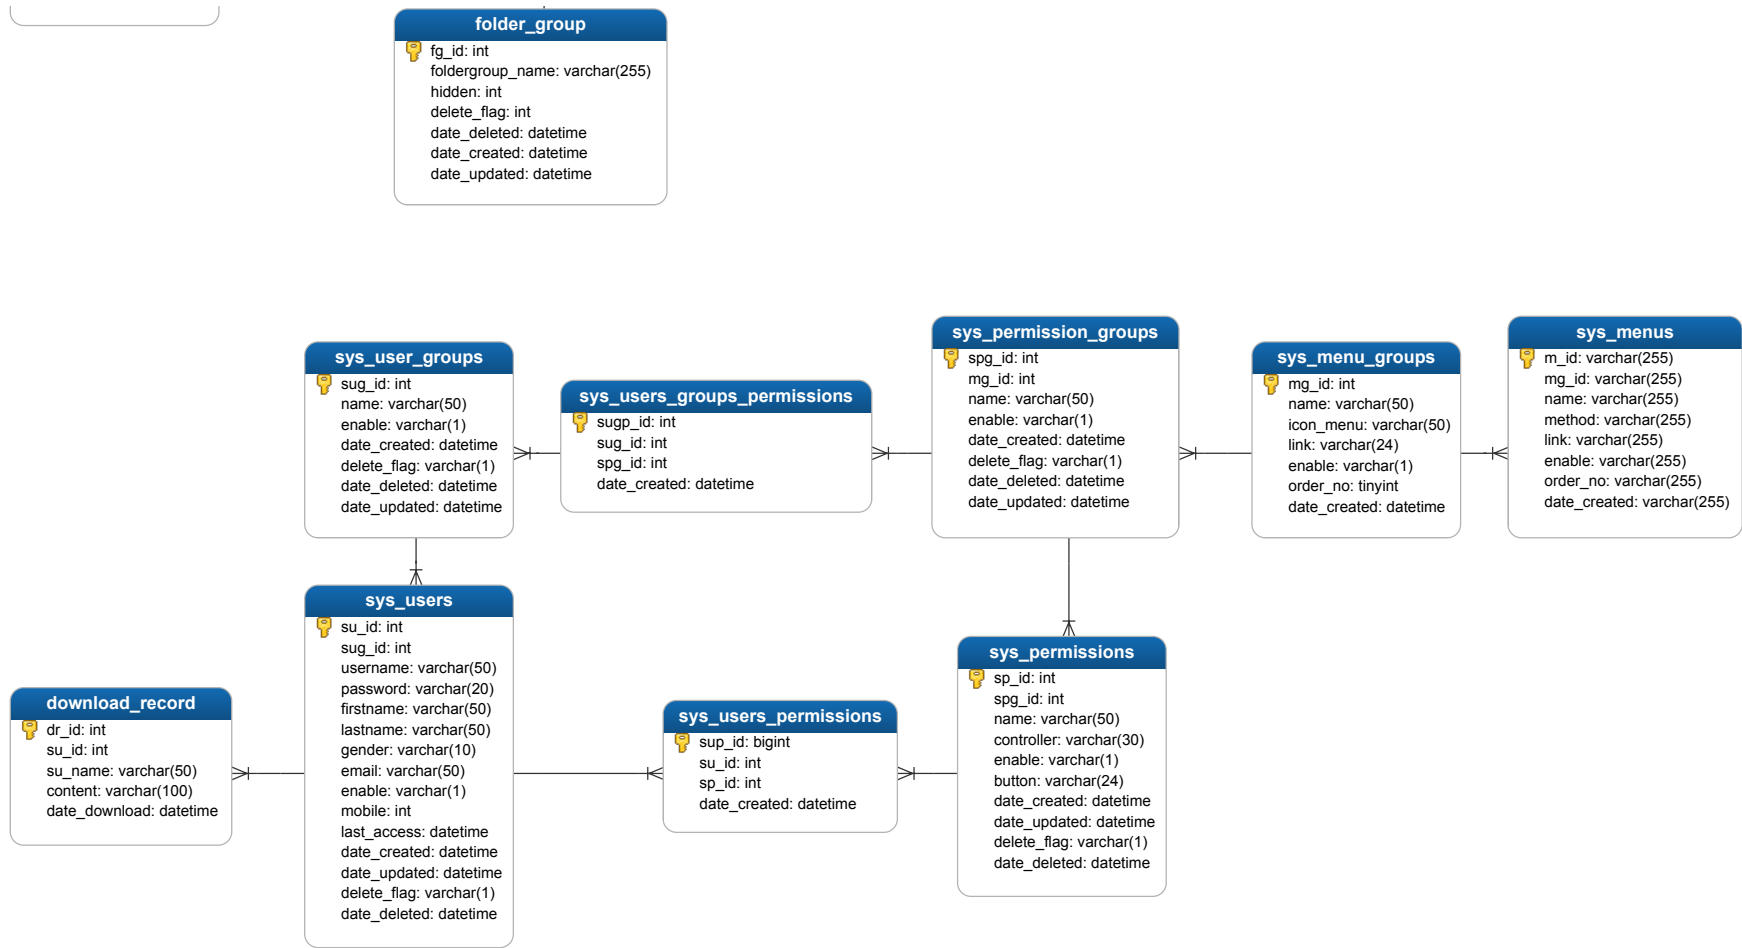 folder_group
fg_id: int
foldergroup_name: varchar(255)
hidden: int
delete_flag: int
date_deleted: datetime
date_created: datetime
date_updated: datetime
sys_user_groups
sug_id: int
name: varchar(50)
enable: varchar(1)
date_created: datetime
delete_flag: varchar(1)
date_deleted: datetime
date_updated: datetime
sys_users_groups_permissions
sugp_id: int
sug_id: int
spg_id: int
date_created: datetime
sys_permission_groups
spg_id: int
mg_id: int
name: varchar(50)
enable: varchar(1)
date_created: datetime
delete_flag: varchar(1)
date_deleted: datetime
date_updated: datetime
sys_menu_groups
mg_id: int
name: varchar(50)
icon_menu: varchar(50)
link: varchar(24)
enable: varchar(1)
order_no: tinyint
date_created: datetime
sys_menus
m_id: varchar(255)
mg_id: varchar(255)
name: varchar(255)
method: varchar(255)
link: varchar(255)
enable: varchar(255)
order_no: varchar(255)
date_created: varchar(255)
download_record
dr_id: int
su_id: int
su_name: varchar(50)
content: varchar(100)
date_download: datetime
sys_users
su_id: int
sug_id: int
username: varchar(50)
password: varchar(20)
firstname: varchar(50)
lastname: varchar(50)
gender: varchar(10)
email: varchar(50)
enable: varchar(1)
mobile: int
last_access: datetime
date_created: datetime
date_updated: datetime
delete_flag: varchar(1)
date_deleted: datetime
sys_users_permissions
sup_id: bigint
su_id: int
sp_id: int
date_created: datetime
sys_permissions
sp_id: int
spg_id: int
name: varchar(50)
controller: varchar(30)
enable: varchar(1)
button: varchar(24)
date_created: datetime
date_updated: datetime
delete_flag: varchar(1)
date_deleted: datetime